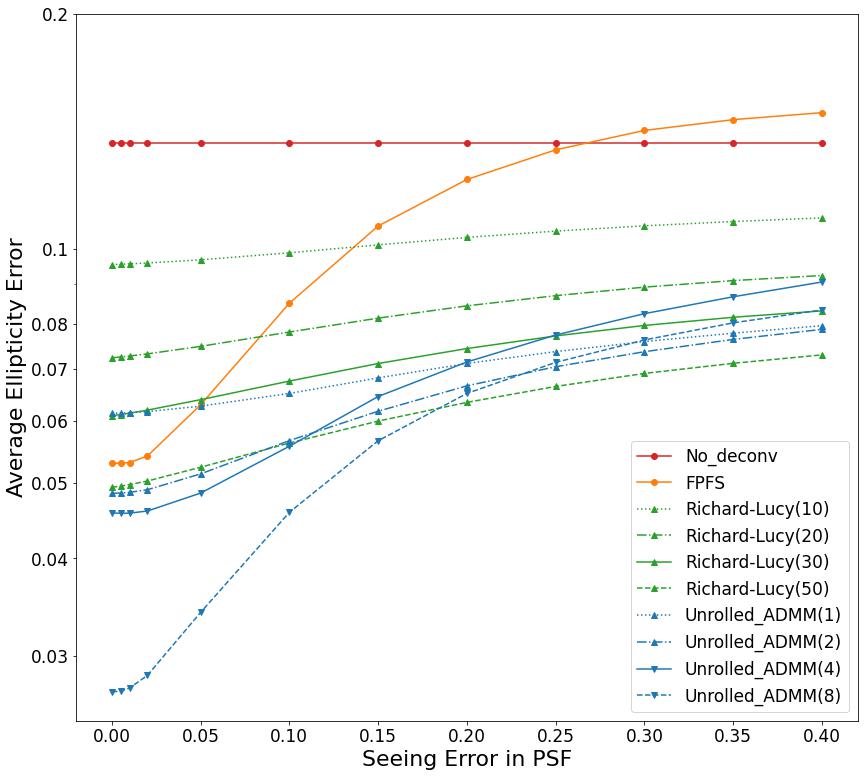 0.2
0.1
0.08
0.07
0.06
0.05
0.04
0.03
Average Ellipticity Error
No_deconv
FPFS
Richard-Lucy(10)
Richard-Lucy(20)
Richard-Lucy(30)
Richard-Lucy(50)
Unrolled_ADMM(1)
Unrolled_ADMM(2)
Unrolled_ADMM(4)
Unrolled_ADMM(8)
0.00 0.05 0.10 0.15 0.20 0.25 0.30 0.35 0.40
Seeing Error in PSF